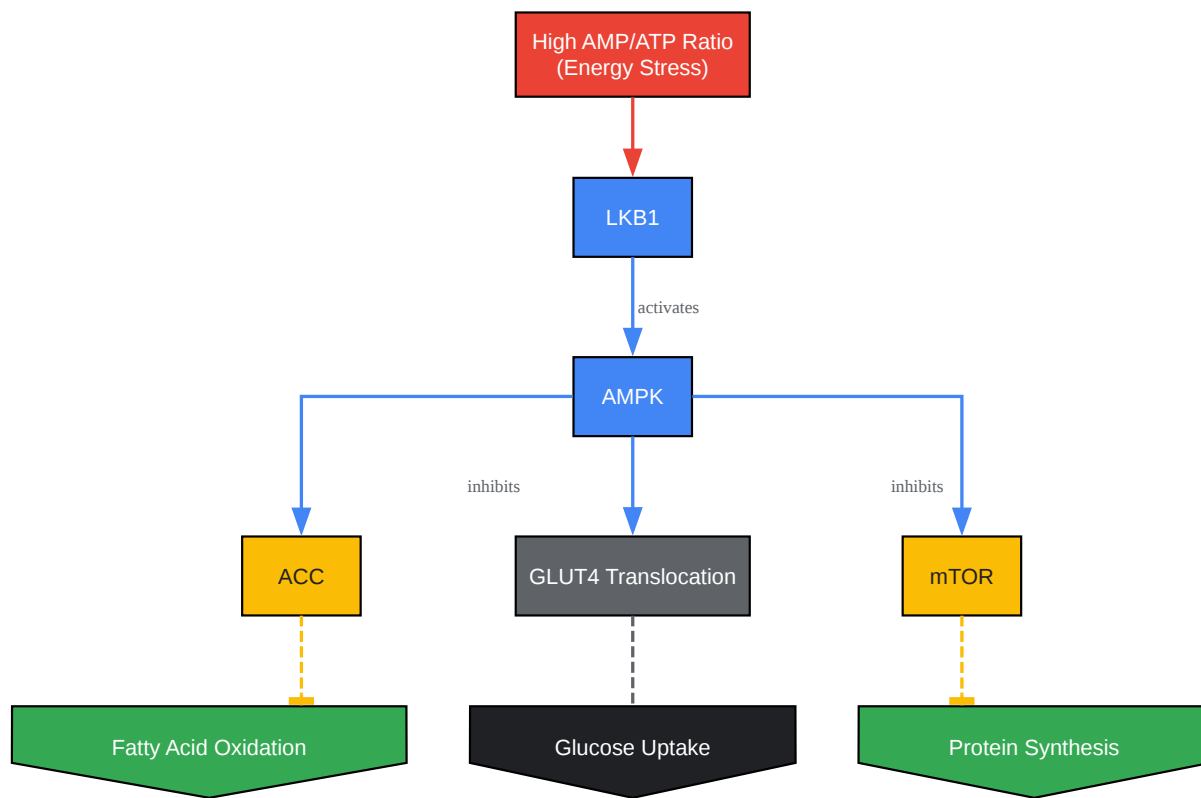 High AMP/ATP Ratio
(Energy Stress)
LKB1
activates
AMPK
inhibits
inhibits
ACC
GLUT4 Translocation
mTOR
Fatty Acid Oxidation
Glucose Uptake
Protein Synthesis